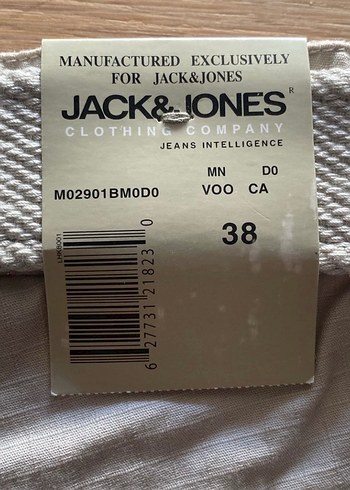 MANUFACTURED EXCLUSIVELY
FOR JACK&JONES
JACK&JONES R
CLOTHING COMPANY
JEANS INTELLIGENCE
MN D0
M02901BM0D0 VOO CA
38
6 27731 21823 0